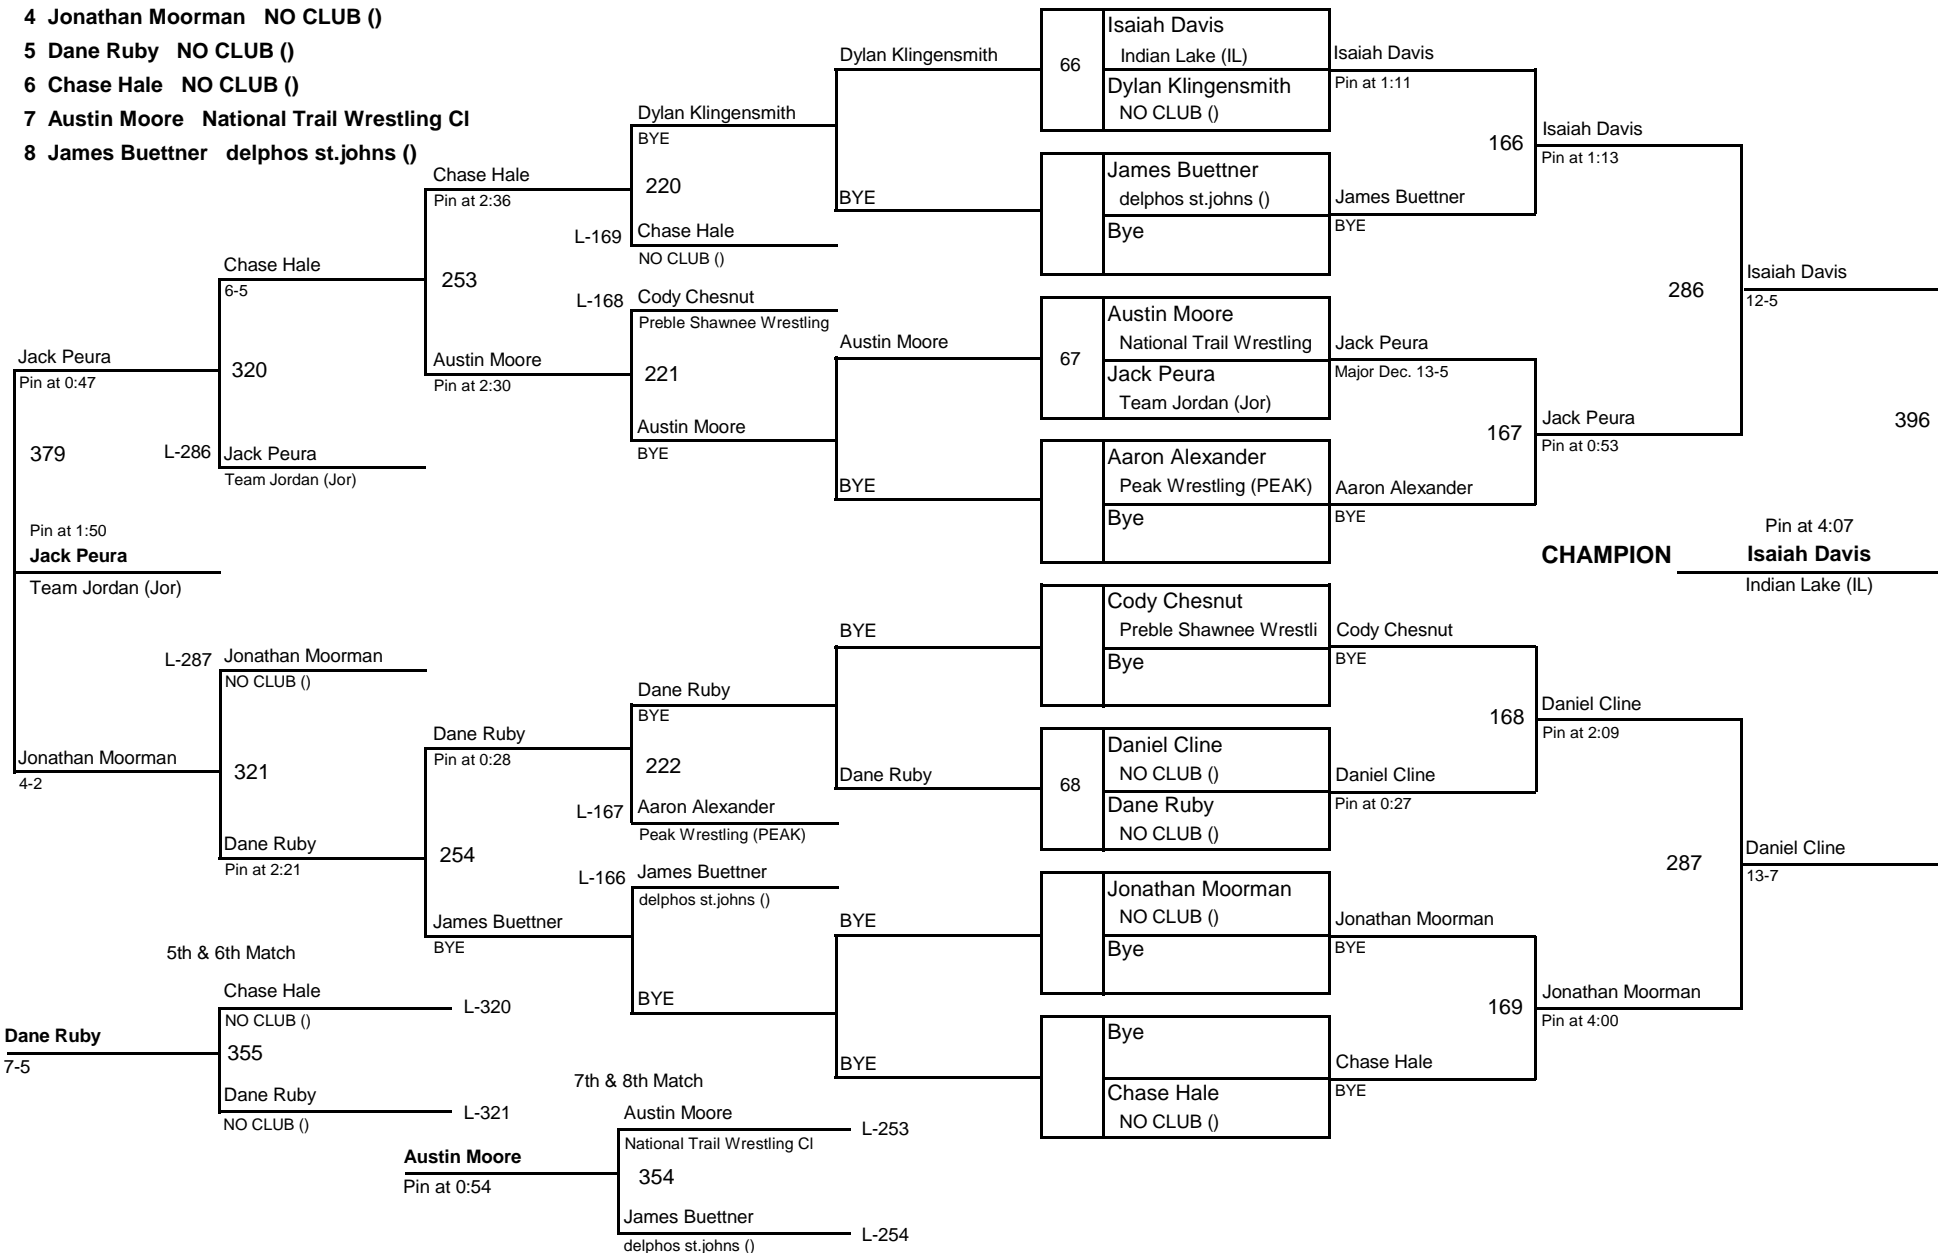 4 Jonathan Moorman NO CLUB ()
5 Dane Ruby NO CLUB ()
6 Chase Hale NO CLUB ()
7 Austin Moore National Trail Wrestling Cl
8 James Buettner delphos st.johns ()
Jack Peura
Pin at 0:47
379
Pin at 1:50
Jack Peura
Team Jordan (Jor)
Jonathan Moorman
4-2
Chase Hale
6-5
320
L-286 Jack Peura
Team Jordan (Jor)
L-287 Jonathan Moorman
NO CLUB ()
321
Dane Ruby
Pin at 2:21
Chase Hale
Pin at 2:36
253
Austin Moore
Pin at 2:30
Dane Ruby
Pin at 0:28
254
James Buettner
BYE
Dylan Klingensmith
BYE
220
L-169 Chase Hale
NO CLUB ()
L-168 Cody Chesnut
Preble Shawnee Wrestling
221
Austin Moore
BYE
Dane Ruby
BYE
222
L-167 Aaron Alexander
Peak Wrestling (PEAK)
L-166 James Buettner
delphos st.johns ()
BYE
Dylan Klingensmith
BYE
Austin Moore
BYE
BYE
Dane Ruby
BYE
BYE
66
Isaiah Davis
Indian Lake (IL)
Dylan Klingensmith
NO CLUB ()
James Buettner
delphos st.johns ()
Bye
67
Austin Moore
National Trail Wrestling
Jack Peura
Team Jordan (Jor)
Aaron Alexander
Peak Wrestling (PEAK)
Bye
Cody Chesnut
Preble Shawnee Wrestli
Bye
68
Daniel Cline
NO CLUB ()
Dane Ruby
NO CLUB ()
Jonathan Moorman
NO CLUB ()
Bye
Bye
Chase Hale
NO CLUB ()
Isaiah Davis
Pin at 1:11
166
James Buettner
BYE
Jack Peura
Major Dec. 13-5
167
Aaron Alexander
BYE
Cody Chesnut
BYE
168
Daniel Cline
Pin at 0:27
Jonathan Moorman
BYE
169
Chase Hale
BYE
Isaiah Davis
Pin at 1:13
286
Jack Peura
Pin at 0:53
Daniel Cline
Pin at 2:09
287
Jonathan Moorman
Pin at 4:00
Isaiah Davis
12-5
396
Pin at 4:07
CHAMPION Isaiah Davis
Indian Lake (IL)
Daniel Cline
13-7
5th & 6th Match
Chase Hale L-320
NO CLUB ()
Dane Ruby
7-5
355
Dane Ruby L-321
NO CLUB ()
7th & 8th Match
Austin Moore L-253
National Trail Wrestling Cl
Austin Moore
Pin at 0:54
354
James Buettner L-254
delphos st.johns ()